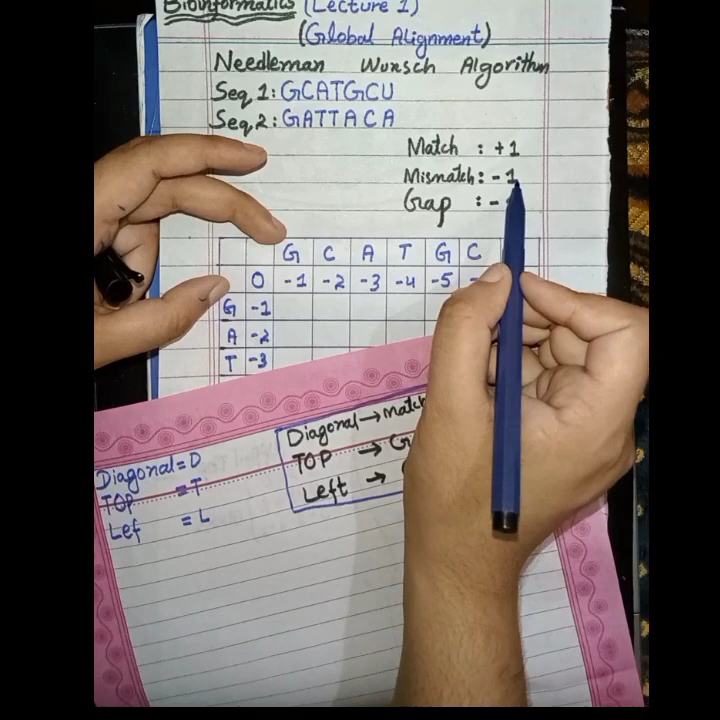 Bioinformatics (Lecture 1)
(Global Alignment)
Needleman Wunsch Algorithm
Seq 1: GCATGCU
Seq 2: GATTACA
Match : +1
Mismatch: -1
Gap : -
G C A T G C
0 -1 -2 -3 -4 -5
G -1
A -2
T -3
Diagonal → Match
TOP →
Left →
Diagonal = D
TOP = T
Lef = L